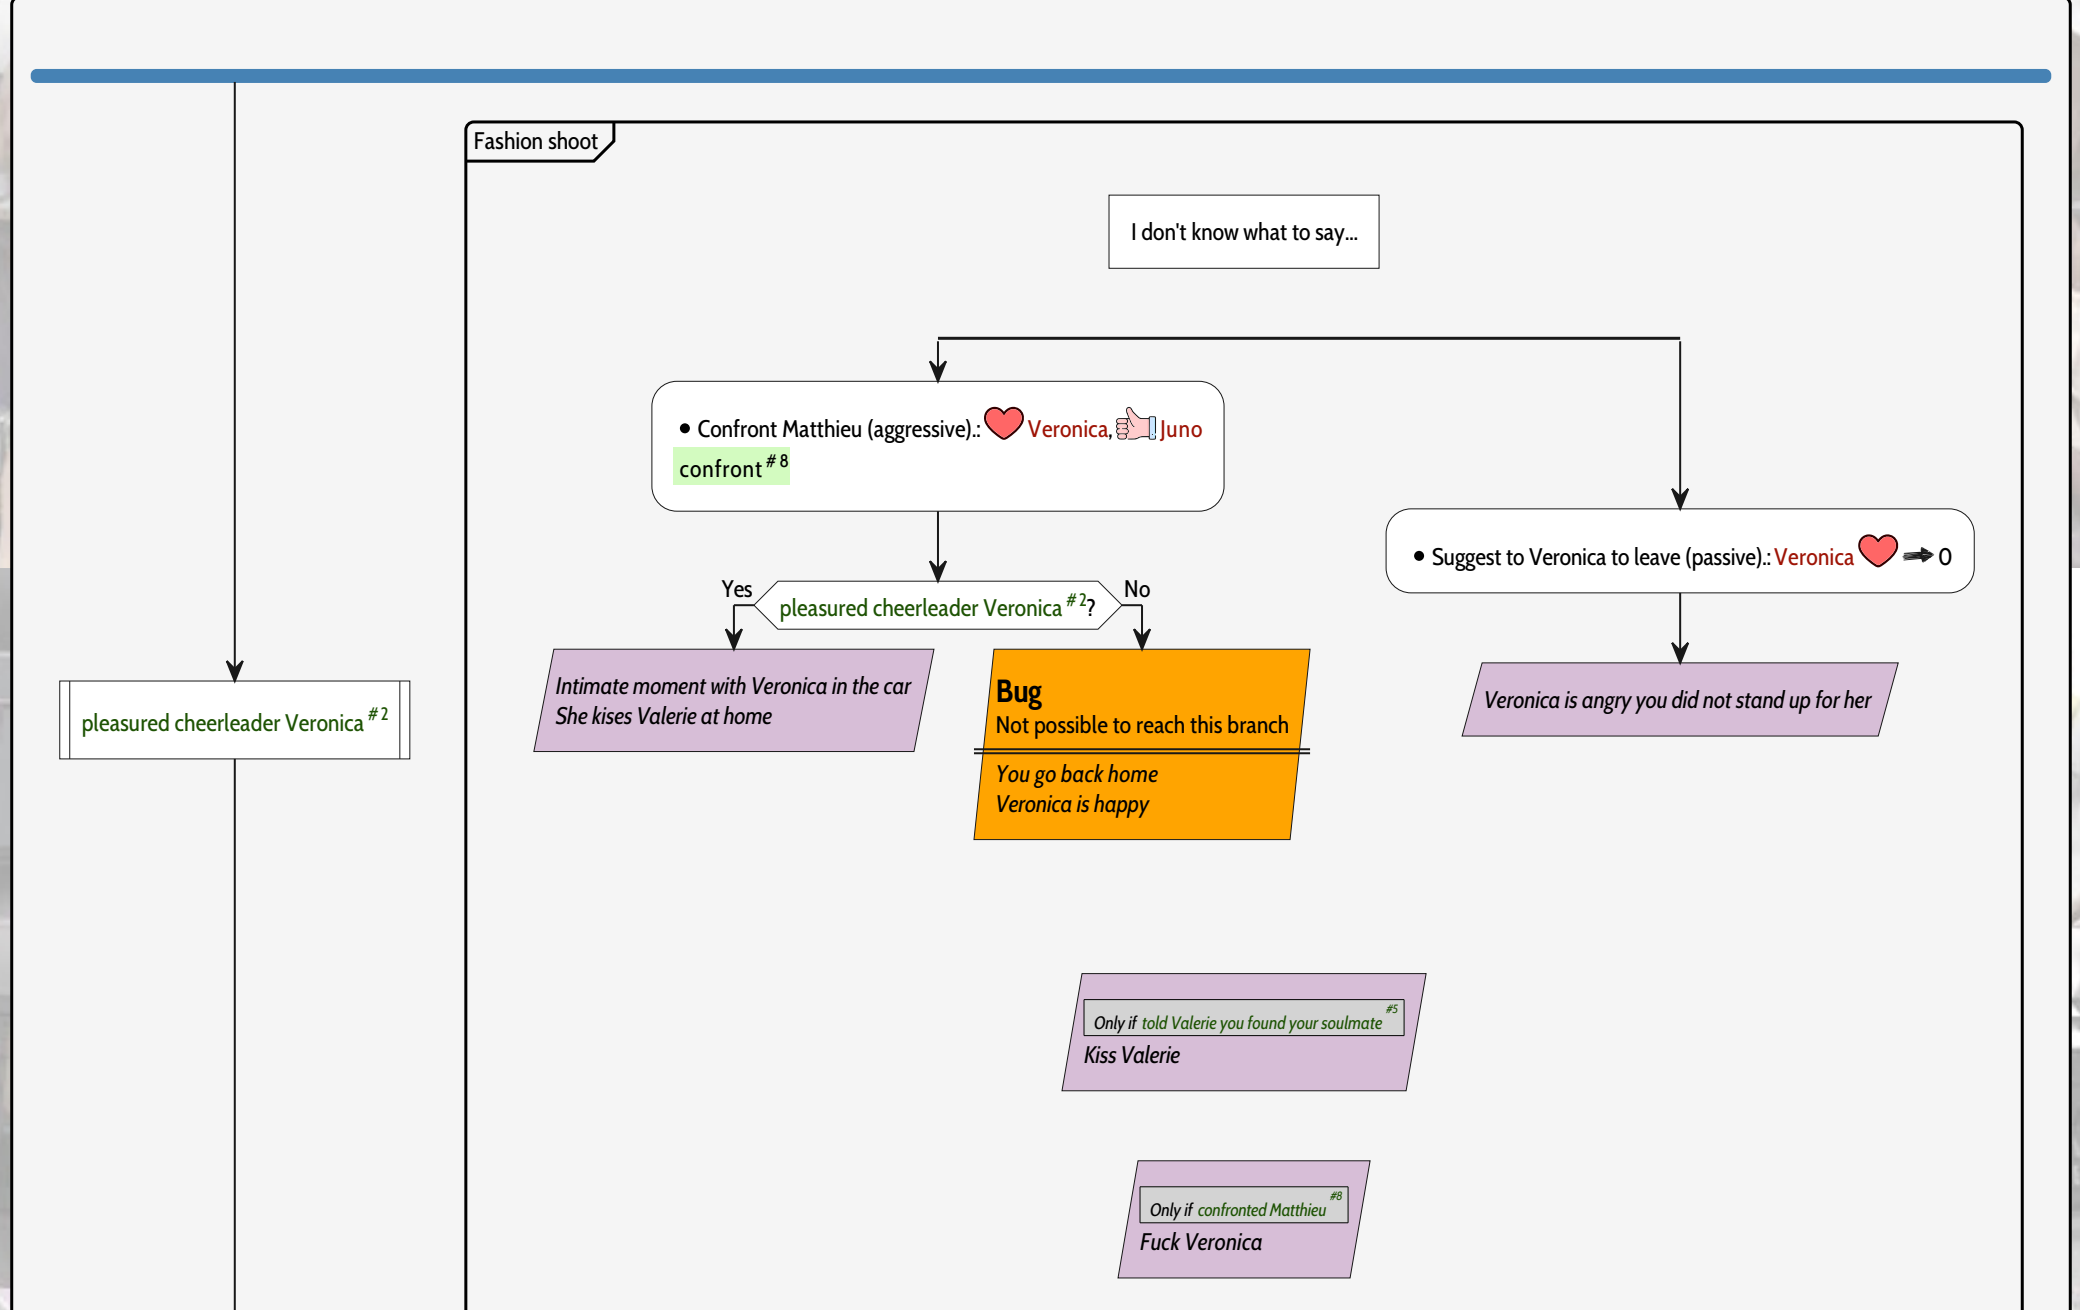 Fashion shoot
I don't know what to say...
• Confront Matthieu (aggressive).: Veronica, Juno
confront #8
• Suggest to Veronica to leave (passive).: Veronica 0
Yes
pleasured cheerleader Veronica #2?
No
Intimate moment with Veronica in the car
She kises Valerie at home
Bug
Not possible to reach this branch
You go back home
Veronica is happy
Veronica is angry you did not stand up for her
pleasured cheerleader Veronica #2
Only if told Valerie you found your soulmate #5
Kiss Valerie
Only if confronted Matthieu #8
Fuck Veronica